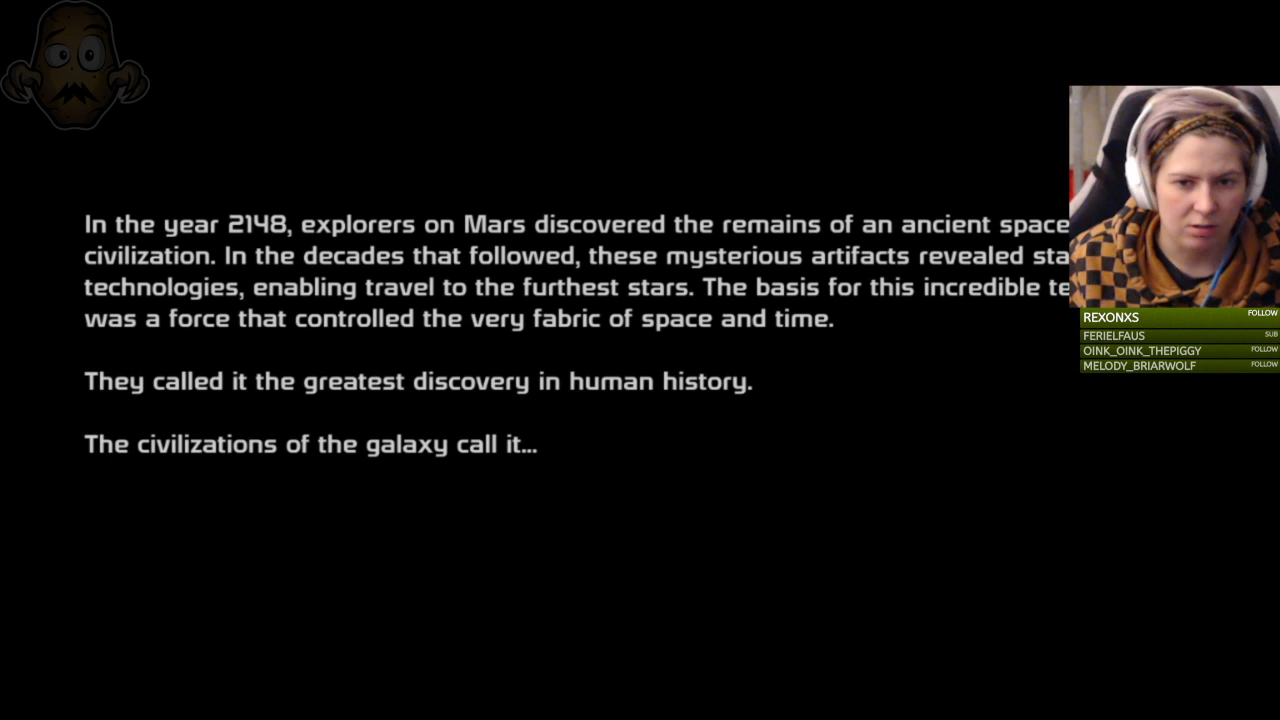 In the year 2148, explorers on Mars discovered the remains of an ancient space
civilization. In the decades that followed, these mysterious artifacts revealed
technologies, enabling travel to the furthest stars. The basis for this incredible
was a force that controlled the very fabric of space and time.
They called it the greatest discovery in human history.
The civilizations of the galaxy call it...
REXONXS FOLLOW
FERIELFAUS SUB
OINK_OINK_THEPIGGY FOLLOW
MELODY_BRIARWOLF FOLLOW